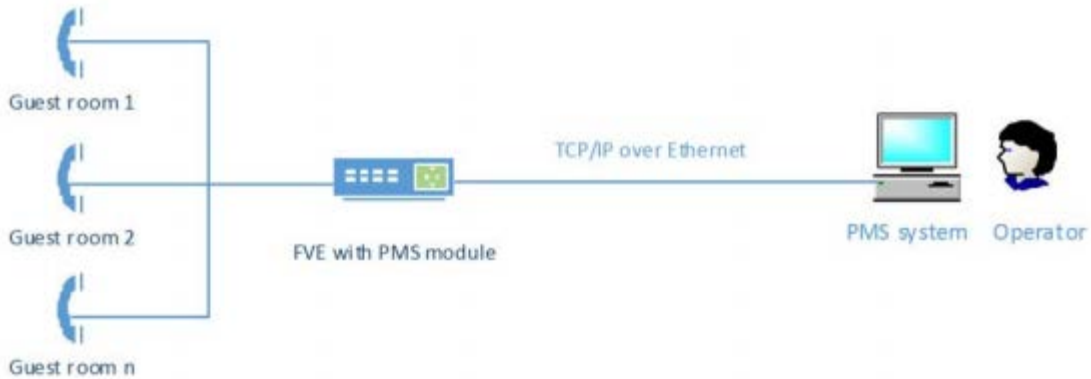 Guest room 1
TCP/IP over Ethernet
Guest room 2
FVE with PMS module
PMS system
Operator
Guest room n